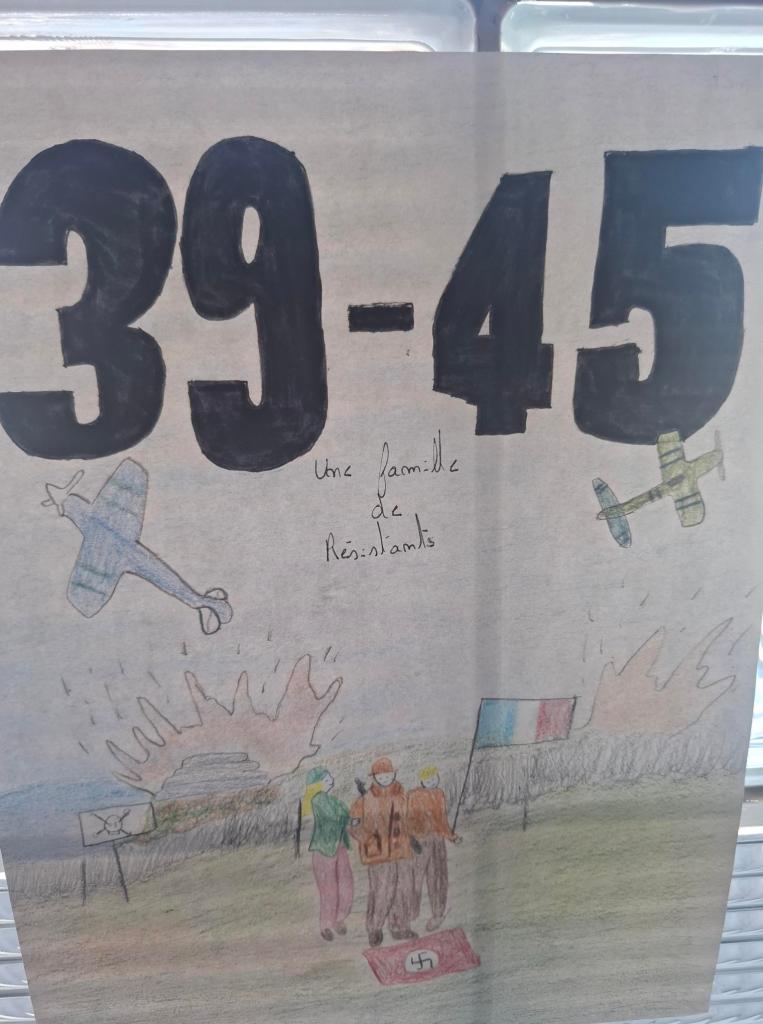 39-45
Une famille
de
Résistants